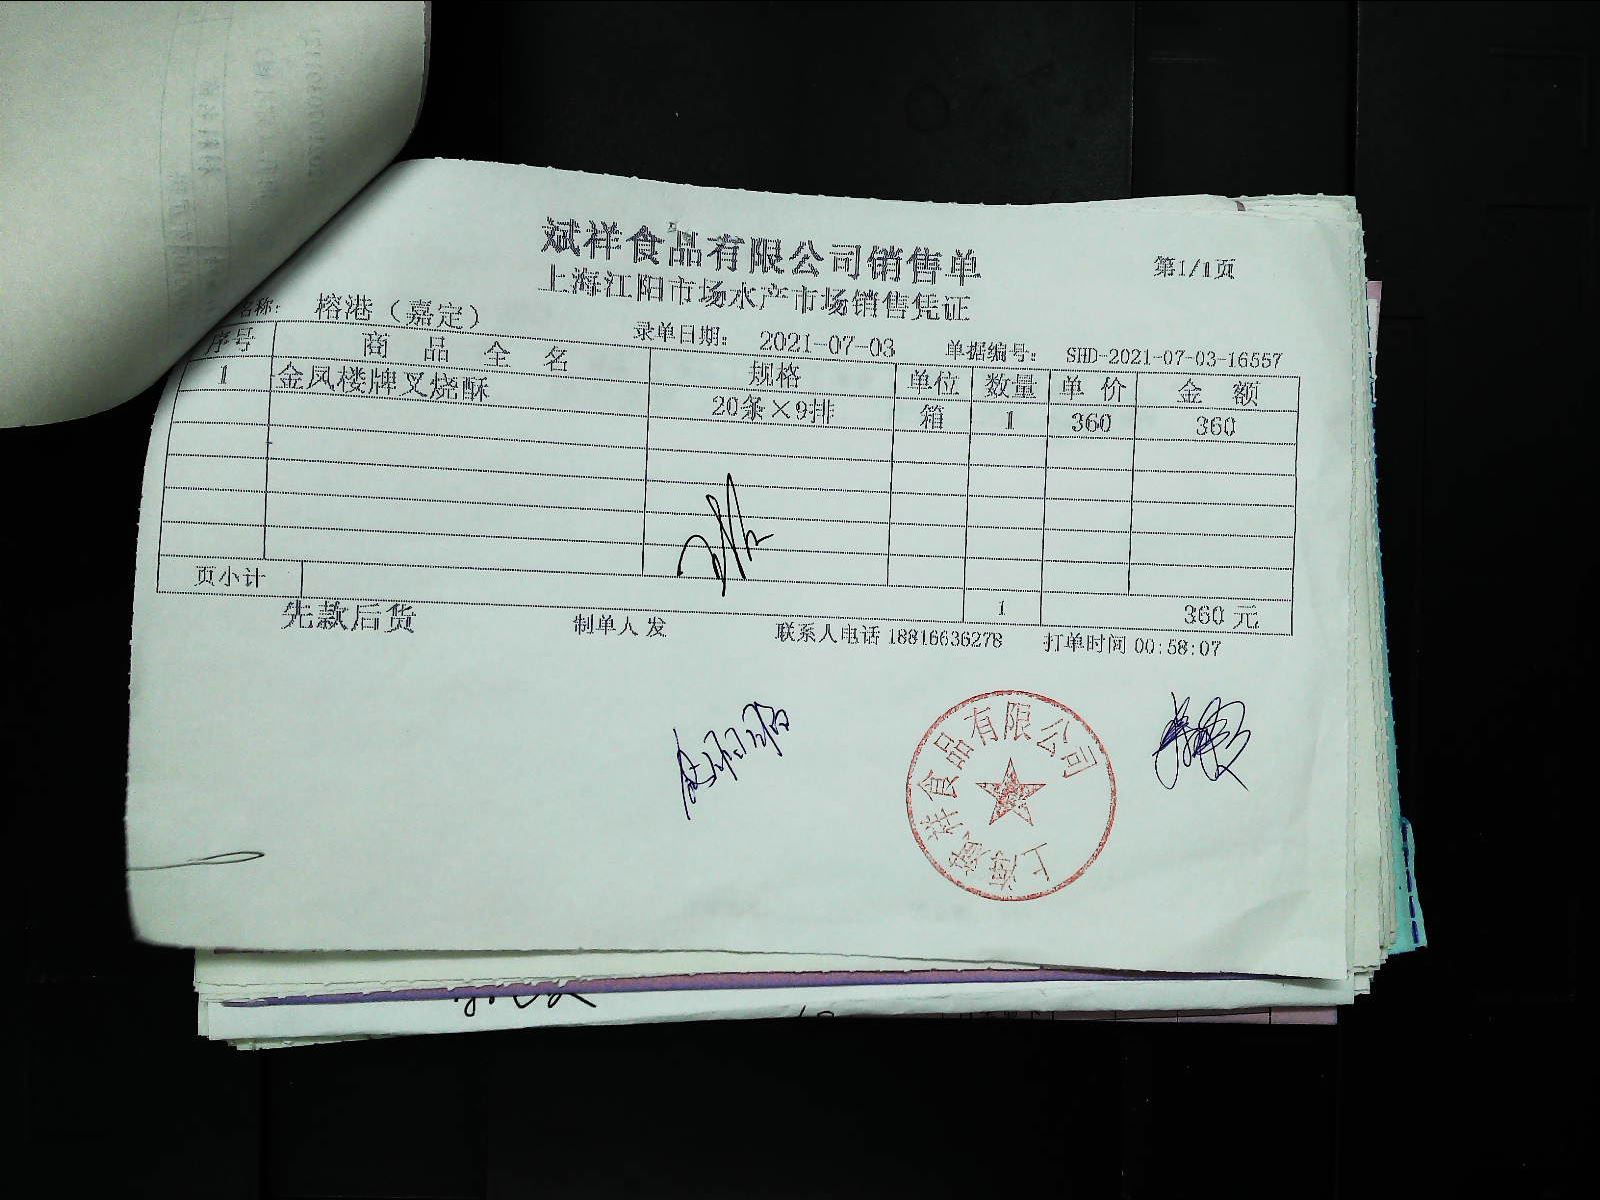 斌祥食品有限公司销售单
第1/1页
上海江阳市场水产市场销售凭证
名称： 榕港（嘉定） 录单日期： 2021-07-03 单据编号： SHD-2021-07-03-16557
序号 商品全名 规格 单位 数量 单价 金额
1 金凤楼牌叉烧酥 20条×9排 箱 1 360 360
页小计 1 360元
先款后货 制单人 发 联系人电话 18816636278 打单时间 00:58:07
上海斌祥食品有限公司